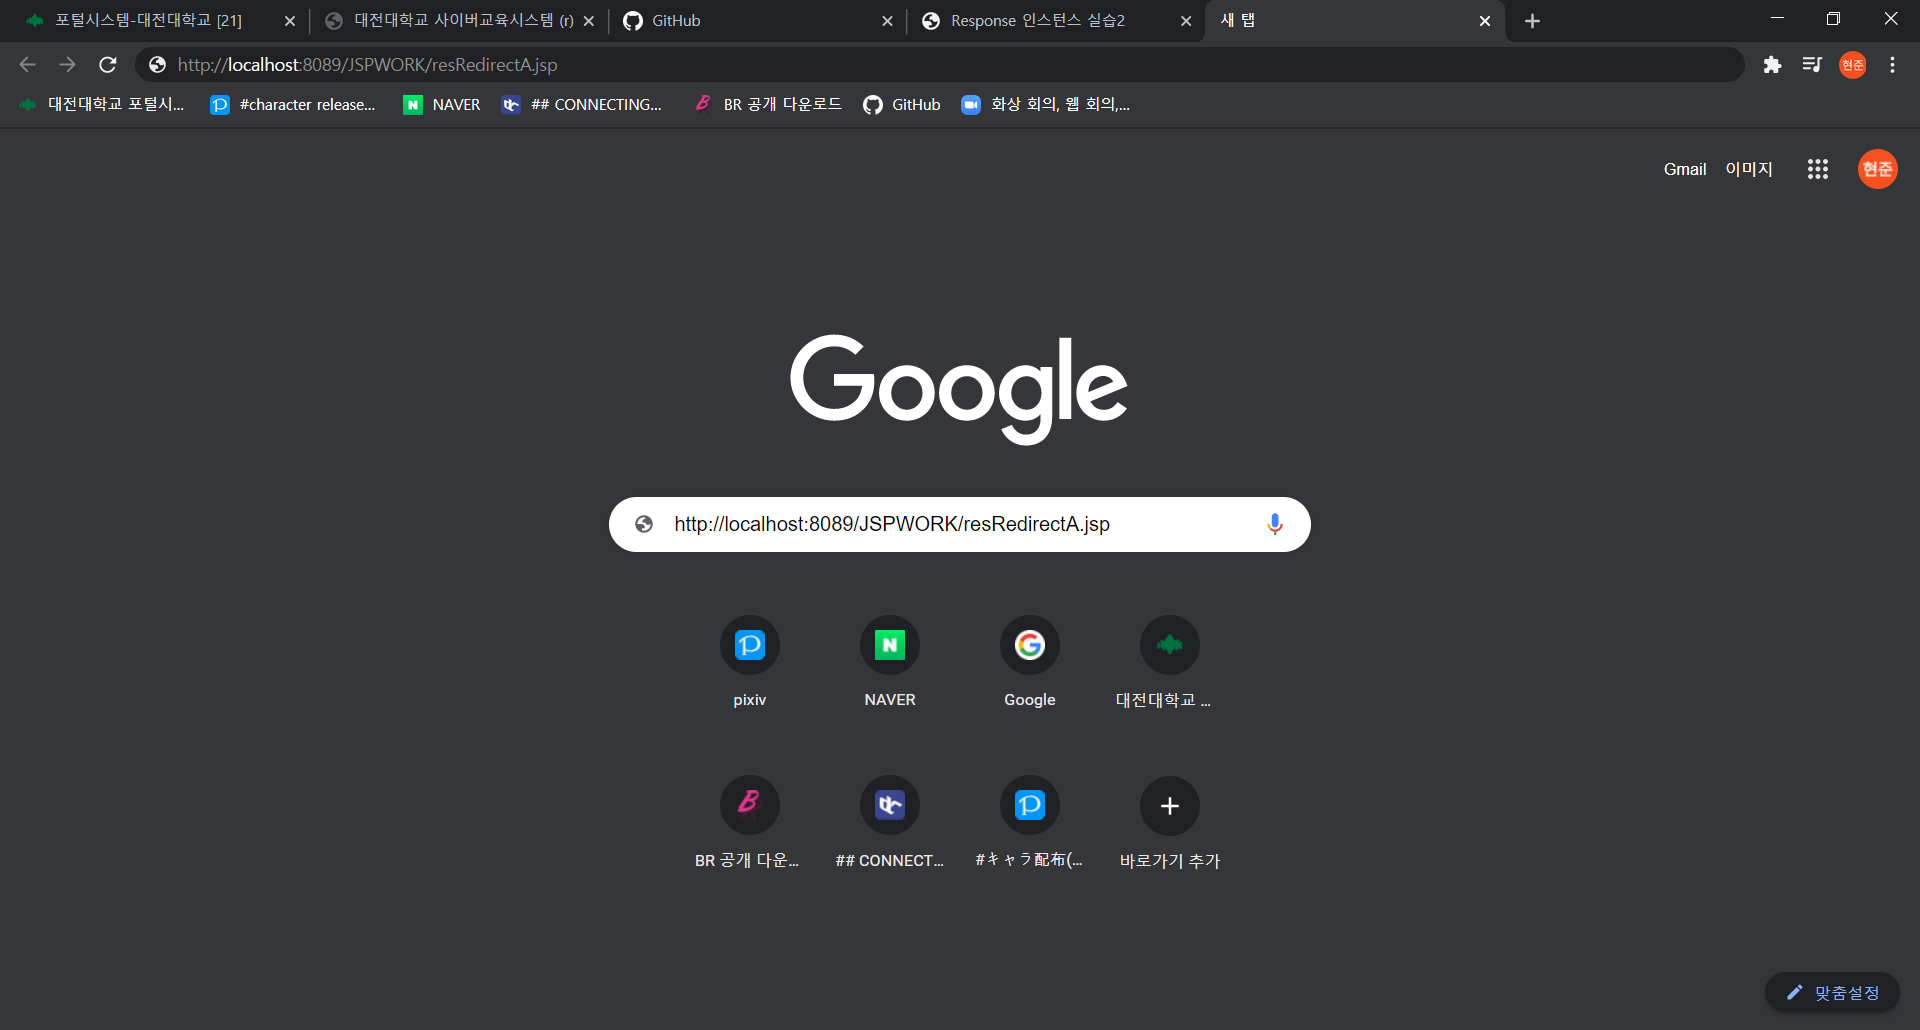 포털시스템-대전대학교 [21]
대전대학교 사이버교육시스템 (r)
GitHub
Response 인스턴스 실습2
새 탭
http://localhost:8089/JSPWORK/resRedirectA.jsp
현준
대전대학교 포털시...
#character release...
NAVER
## CONNECTING...
BR 공개 다운로드
GitHub
화상 회의, 웹 회의,...
Gmail
이미지
현준
Google
http://localhost:8089/JSPWORK/resRedirectA.jsp
pixiv
NAVER
Google
대전대학교 ...
BR 공개 다운...
## CONNECT...
#キャラ配布(...
바로가기 추가
맞춤설정